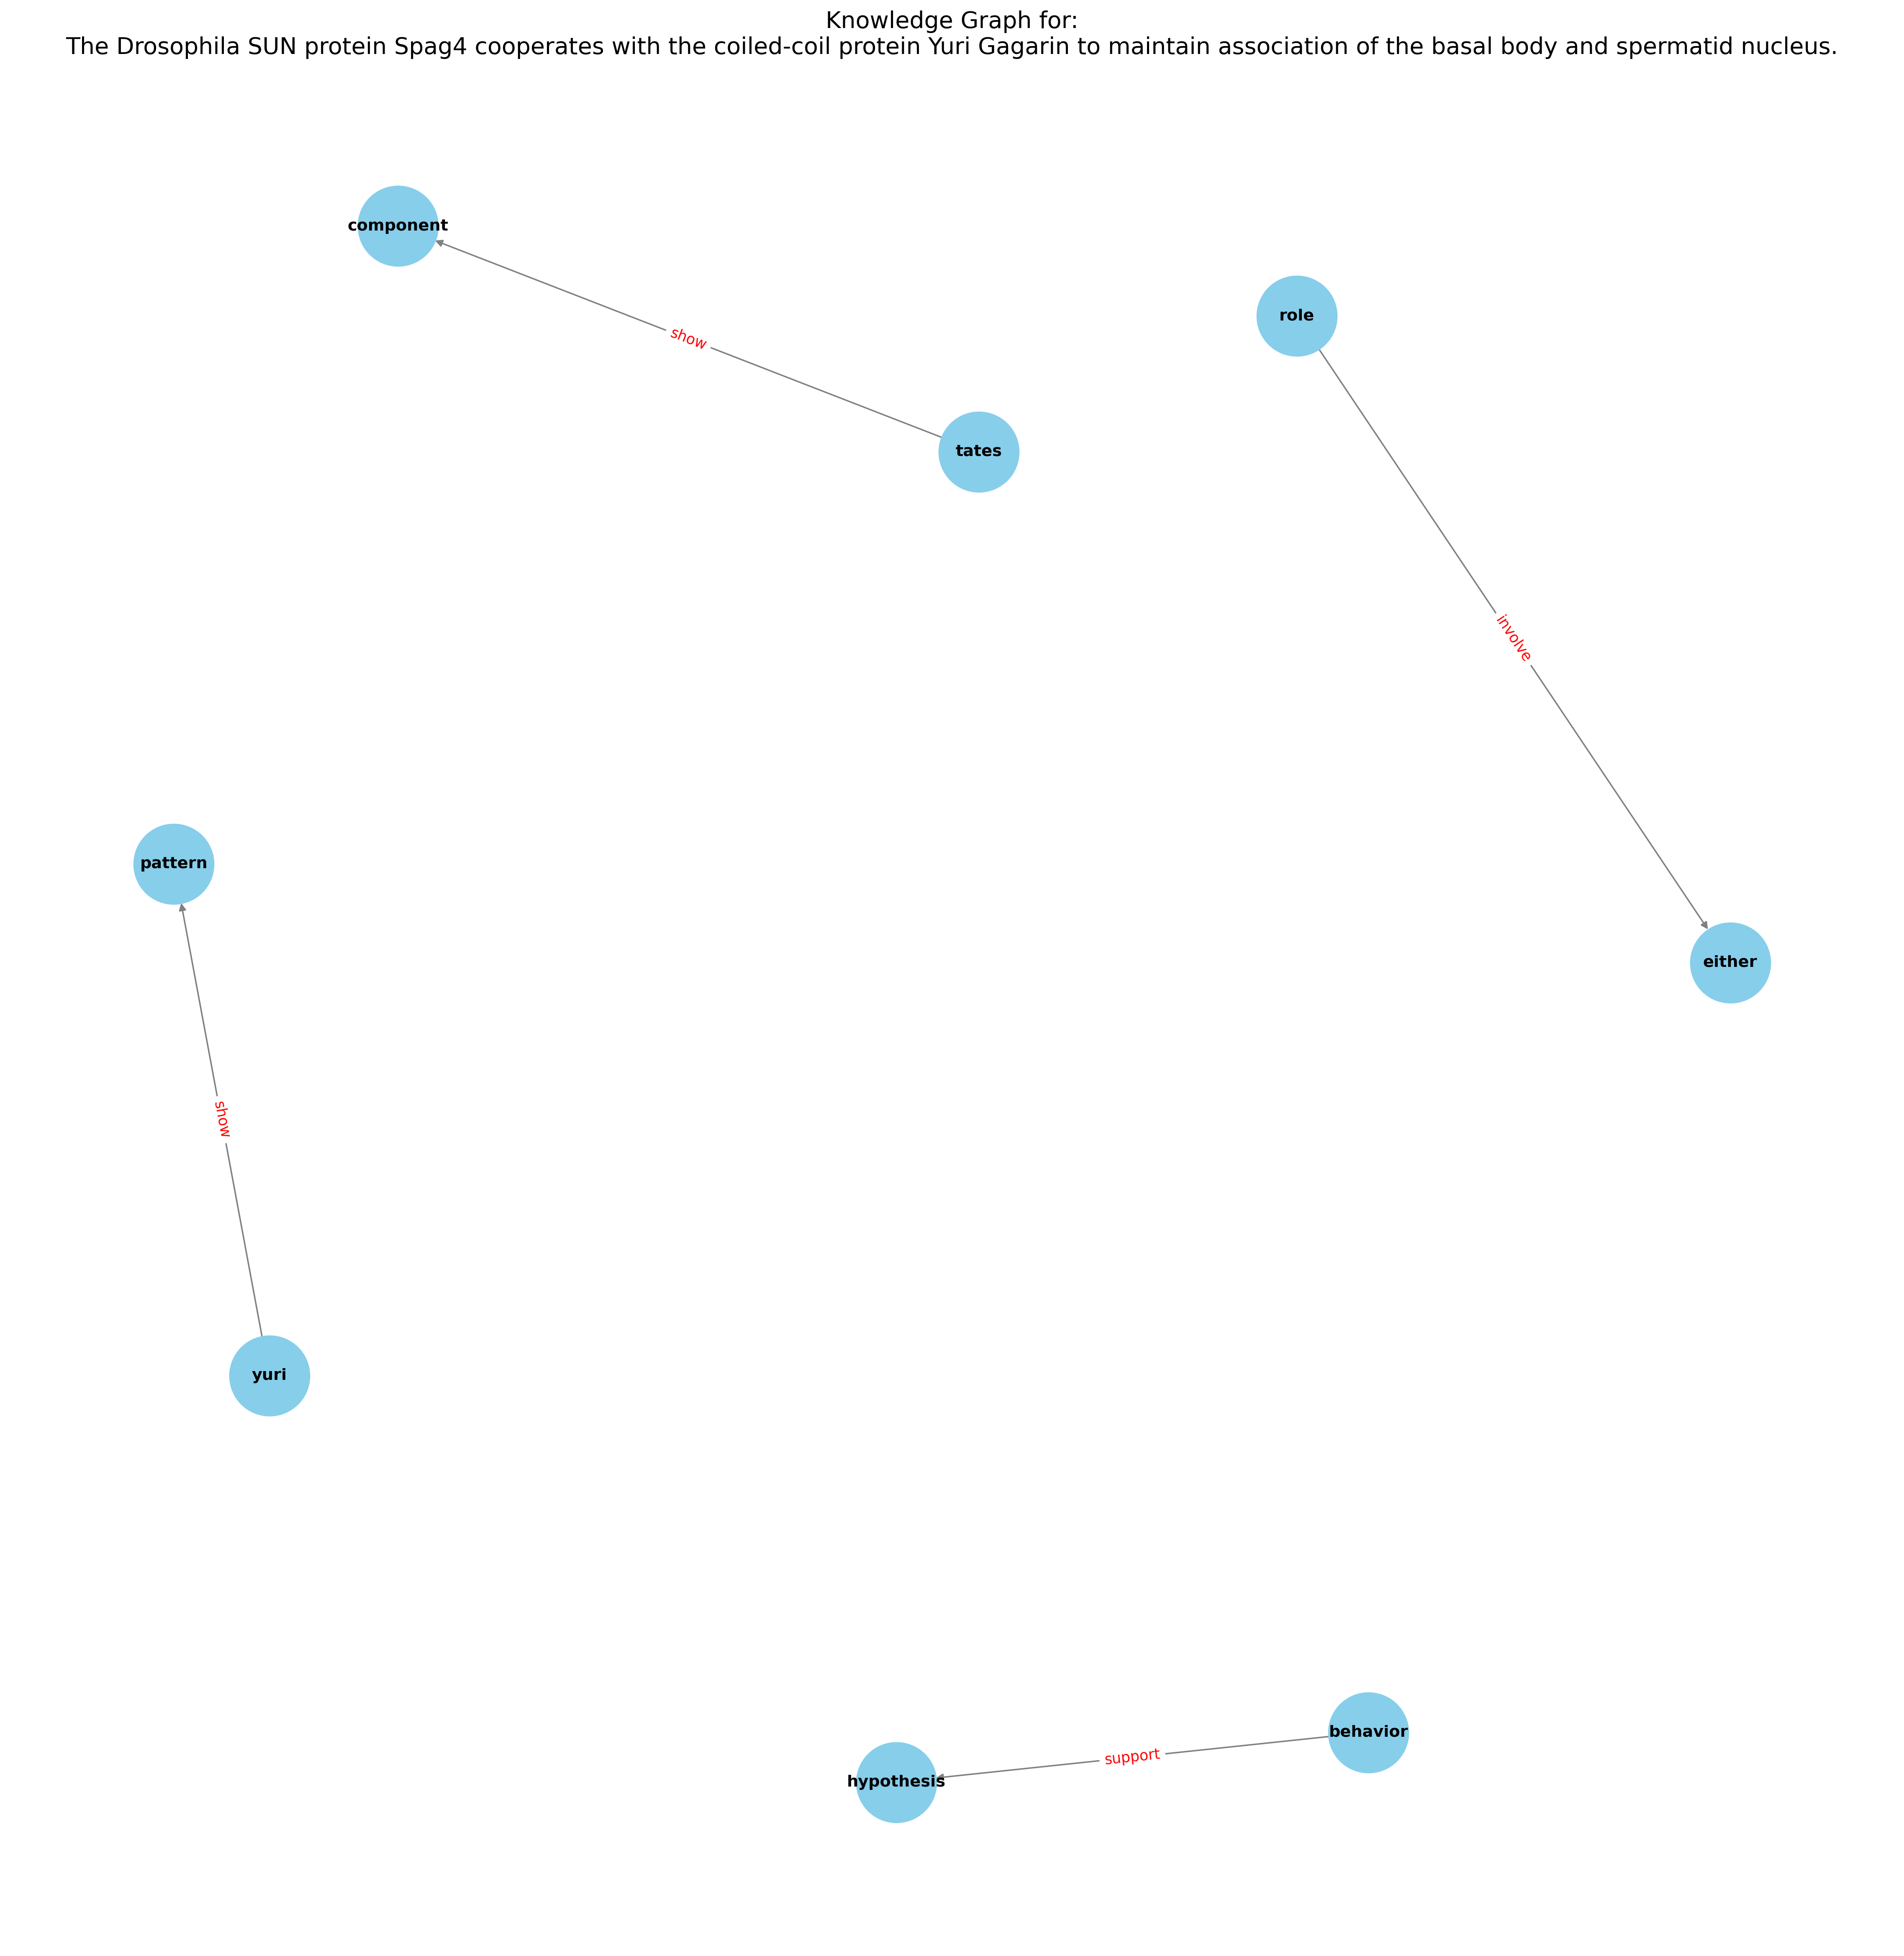 Knowledge Graph for:
The Drosophila SUN protein Spag4 cooperates with the coiled-coil protein Yuri Gagarin to maintain association of the basal body and spermatid nucleus.
component
role
show
tates
involve
pattern
either
show
yuri
behavior
support
hypothesis